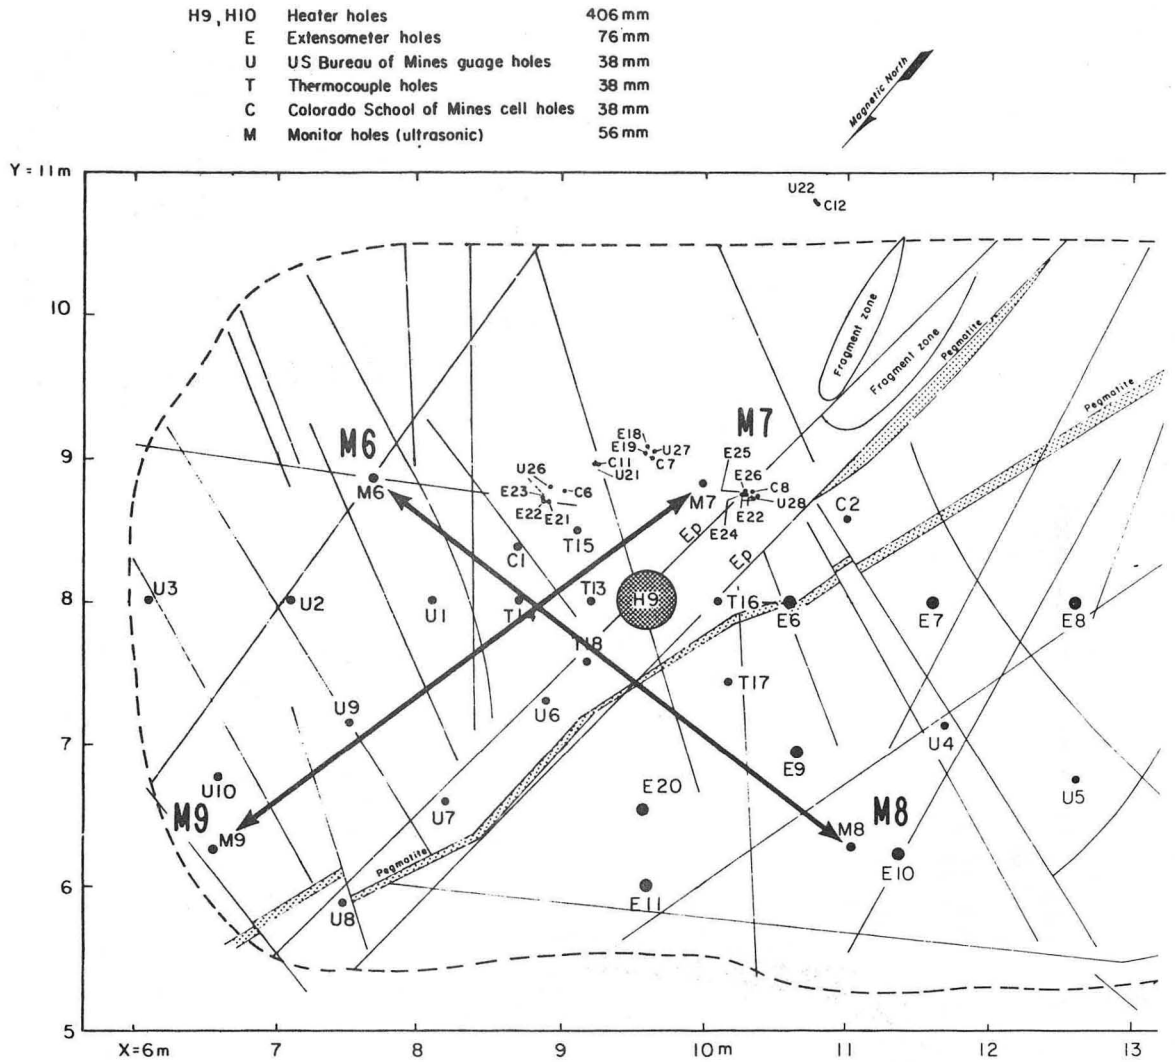 H9, H10 Heater holes 406 mm
E Extensometer holes 76 mm
U US Bureau of Mines guage holes 38 mm
T Thermocouple holes 38 mm
C Colorado School of Mines cell holes 38 mm
M Monitor holes (ultrasonic) 56 mm
Magnetic North
Y = 11 m
U22
C12
10
Fragment zone
Fragment zone
Pegmatite
Pegmatite
9
M6
M7
E18
E19
U27
C7
C11
U21
E25
E26
C8
U28
H
E22
E24
M6
U26
C6
E23
E22
E21
M7
C2
T15
C1
Ep
Ep
8
U3
U2
U1
T13
H9
T16
E6
E7
E8
T18
T17
U9
U6
U4
7
U10
E9
U5
M9
M9
U7
E20
M8
M8
E10
Pegmatite
6
U8
E11
5
X = 6 m
7
8
9
10 m
11
12
13